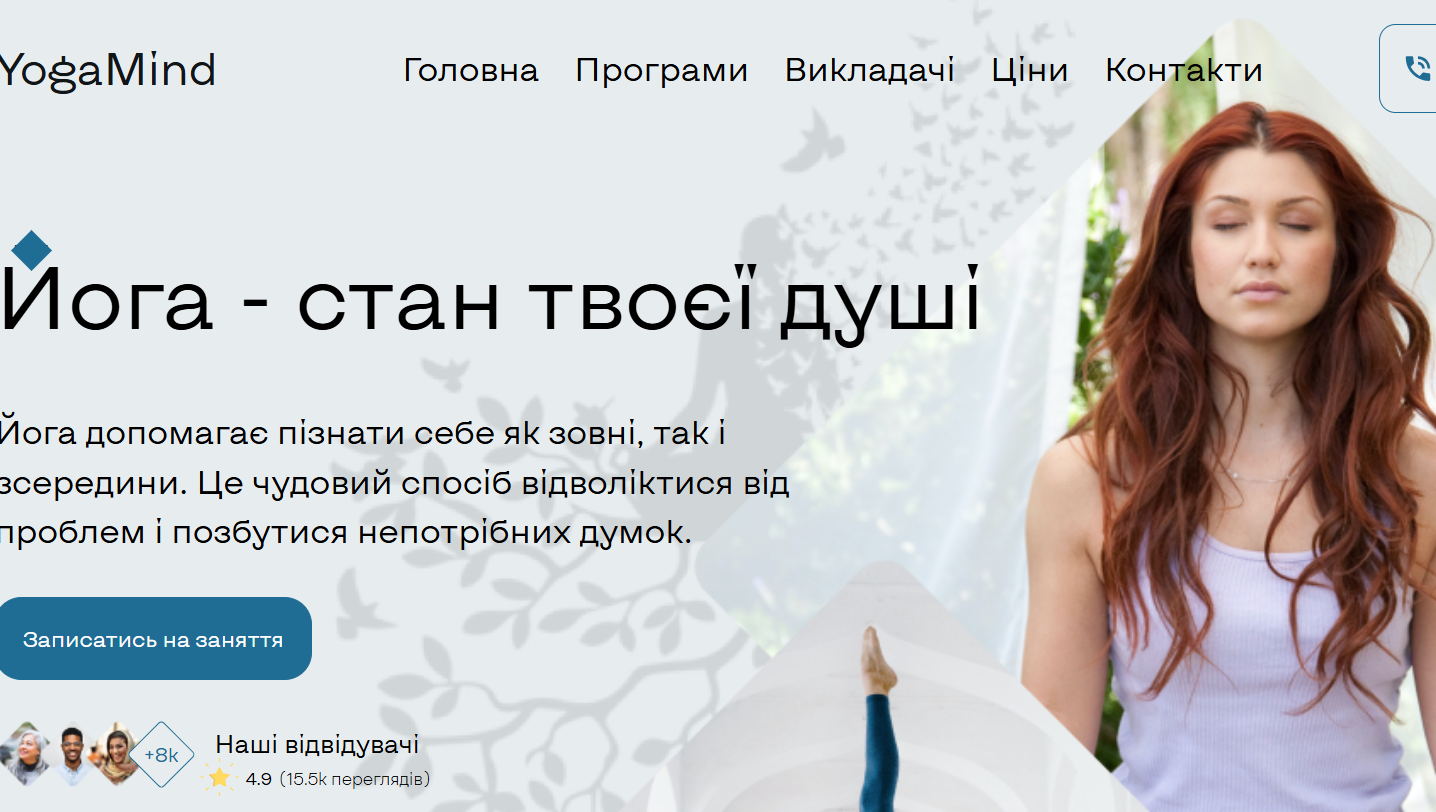 YogaMind
Головна Програми Викладачі Ціни Контакти
Йога - стан твоєї душі
Йога допомагає пізнати себе як зовні, так і
зсередини. Це чудовий спосіб відволіктися від
проблем і позбутися непотрібних думок.
Записатись на заняття
+8k
Наші відвідувачі
4.9 (15.5k переглядів)